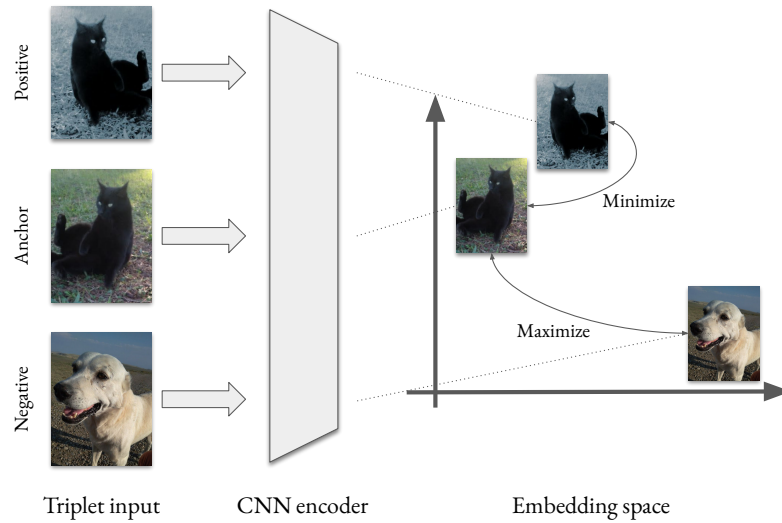 Positive
Anchor
Negative
Minimize
Maximize
Triplet input
CNN encoder
Embedding space